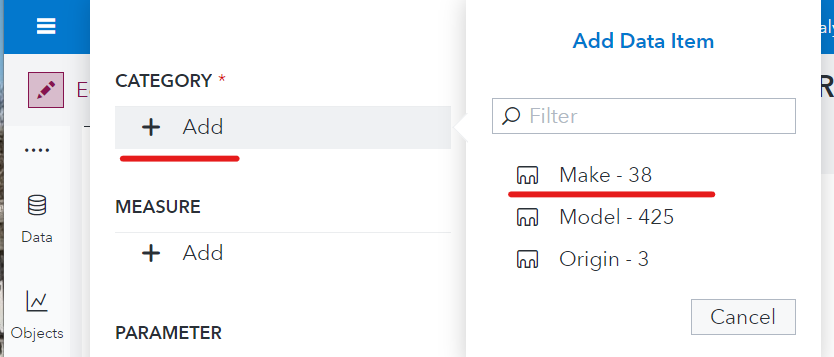 CATEGORY *
+ Add
MEASURE
+ Add
PARAMETER
Data
Objects
Add Data Item
Filter
Make - 38
Model - 425
Origin - 3
Cancel